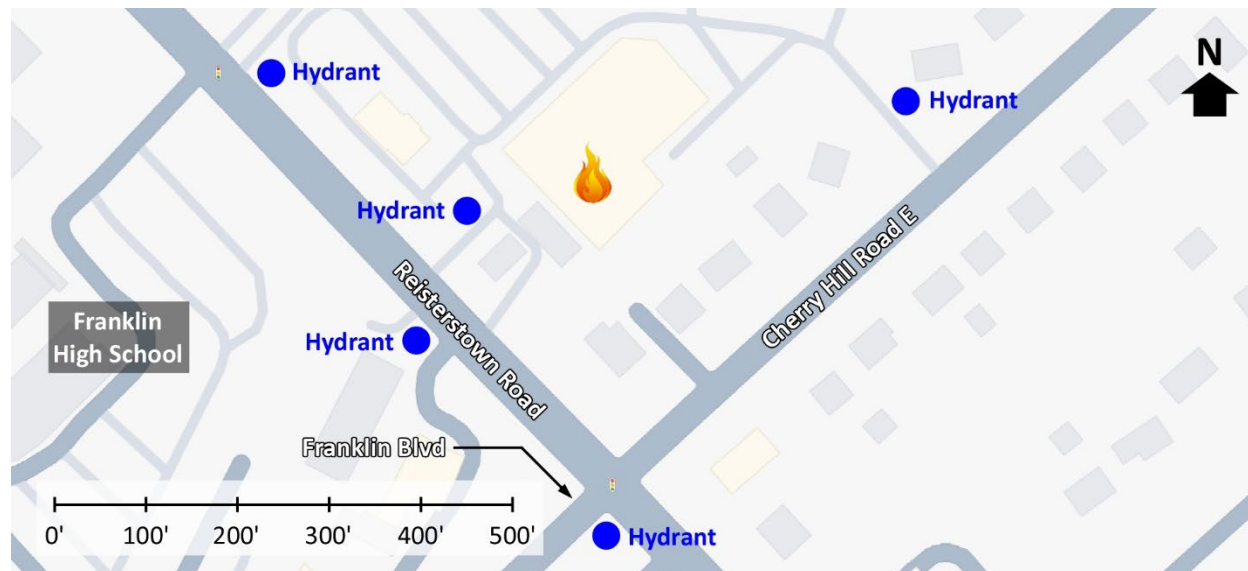 Hydrant
Hydrant
N
Hydrant
Reisterstown Road
Cherry Hill Road E
Franklin
High School
Hydrant
Franklin Blvd
0' 100' 200' 300' 400' 500'
Hydrant